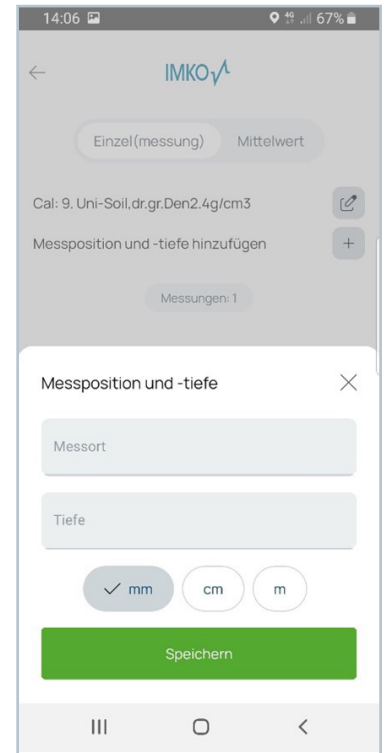 14:06 4G 67%
IMKO
Einzel(messung) Mittelwert
Cal: 9. Uni-Soil,dr.gr.Den2.4g/cm3
Messposition und -tiefe hinzufügen
Messungen: 1
Messposition und -tiefe
Messort
Tiefe
mm cm m
Speichern